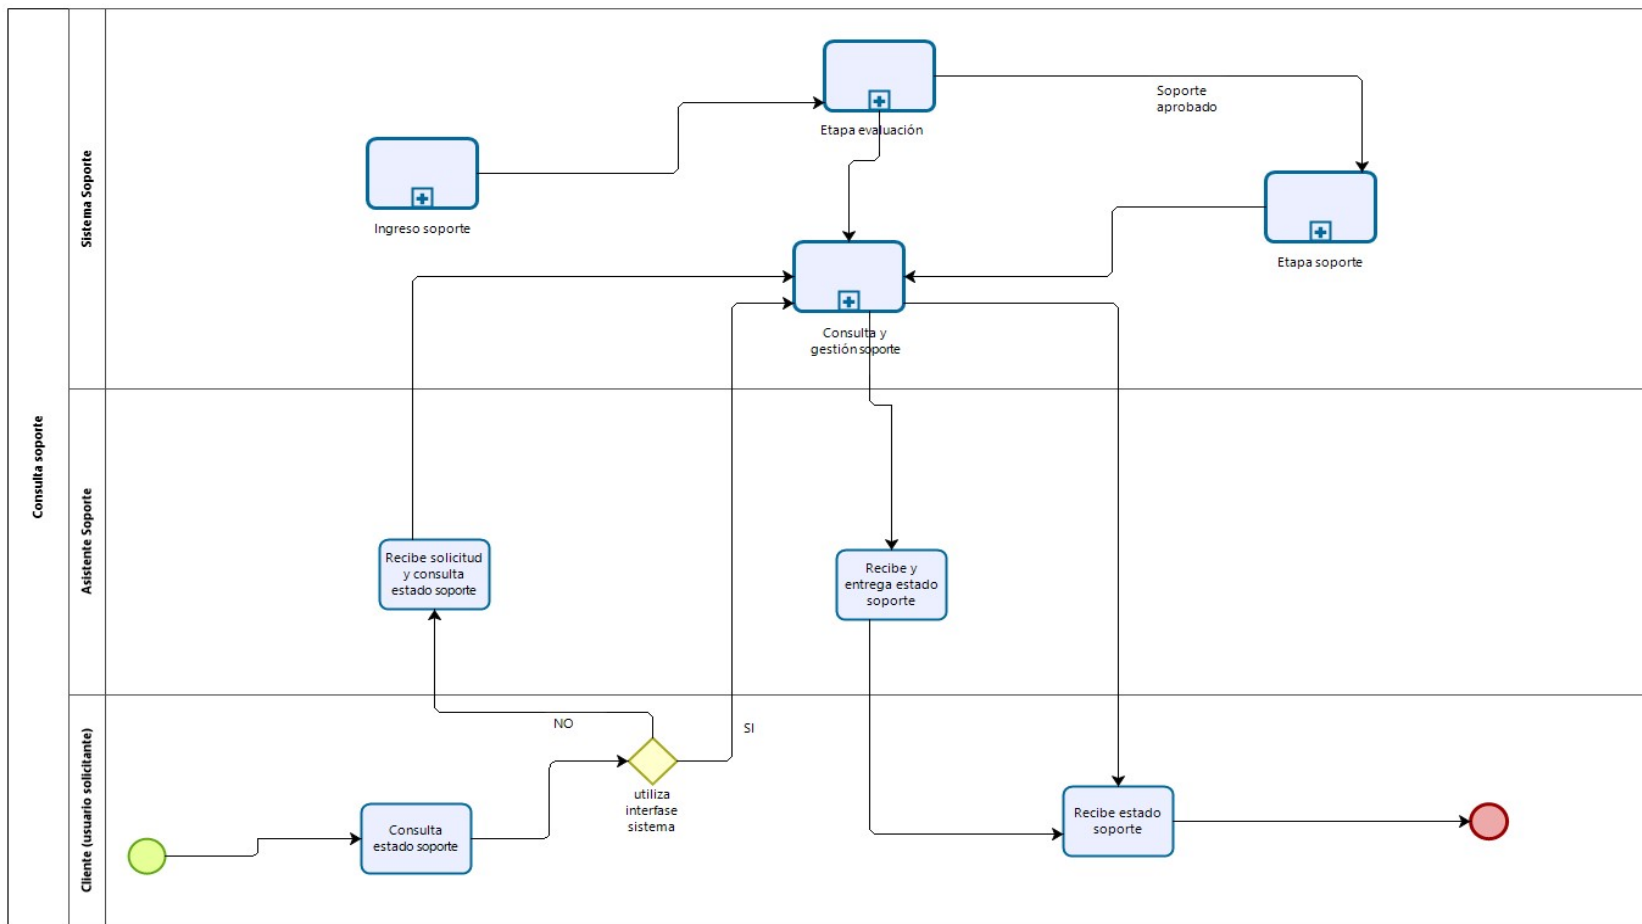 Consulta soporte
Sistema Soporte
Etapa evaluación
Soporte
aprobado
Ingreso soporte
Etapa soporte
Consulta y
gestión soporte
Asistente Soporte
Recibe solicitud
y consulta
estado soporte
Recibe y
entrega estado
soporte
Cliente (usuario solicitante)
NO
SI
utiliza
interfase
sistema
Consulta
estado soporte
Recibe estado
soporte